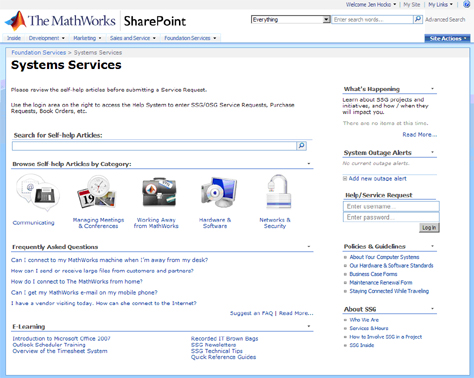 Welcome Jen Hocko | My Site | My Links
The MathWorks | SharePoint
Everything
Enter search words...
Advanced Search
Inside Development Marketing Sales and Service Foundation Services
Site Actions
Foundation Services > Systems Services
Systems Services
Please review the self-help articles before submitting a Service Request.
Use the login area on the right to access the Help System to enter SSG/OSG Service Requests, Purchase
Requests, Book Orders, etc.
Search for Self-help Articles:
Browse Self-help Articles by Category:
Communicating
Managing Meetings
& Conferences
Working Away
from MathWorks
Hardware &
Software
Networks &
Security
Frequently Asked Questions
Can I connect to my MathWorks machine when I'm away from my desk?
How can I send or receive large files from customers and partners?
How do I connect to The MathWorks from home?
Can I get my MathWorks e-mail on my mobile phone?
I have a vendor visiting today. How can she connect to the Internet?
Suggest an FAQ | Read More...
E-Learning
Introduction to Microsoft Office 2007
Outlook Scheduler Training
Overview of the Timesheet System
Recorded IT Brown Bags
SSG Newsletters
SSG Technical Tips
Quick Reference Guides
What's Happening
Learn about SSG projects and
initiatives, and how / when they
will impact you.
There are no items at this time.
Read More...
System Outage Alerts
No current outages.
Add new outage alert
Help/Service Request
Enter username...
Enter password...
Log in
Policies & Guidelines
About Your Computer Systems
Our Hardware & Software Standards
Business Case Forms
Maintenance Renewal Form
Staying Connected While Traveling
About SSG
Who We Are
Services & Hours
How to Involve SSG in a Project
SSG Inside